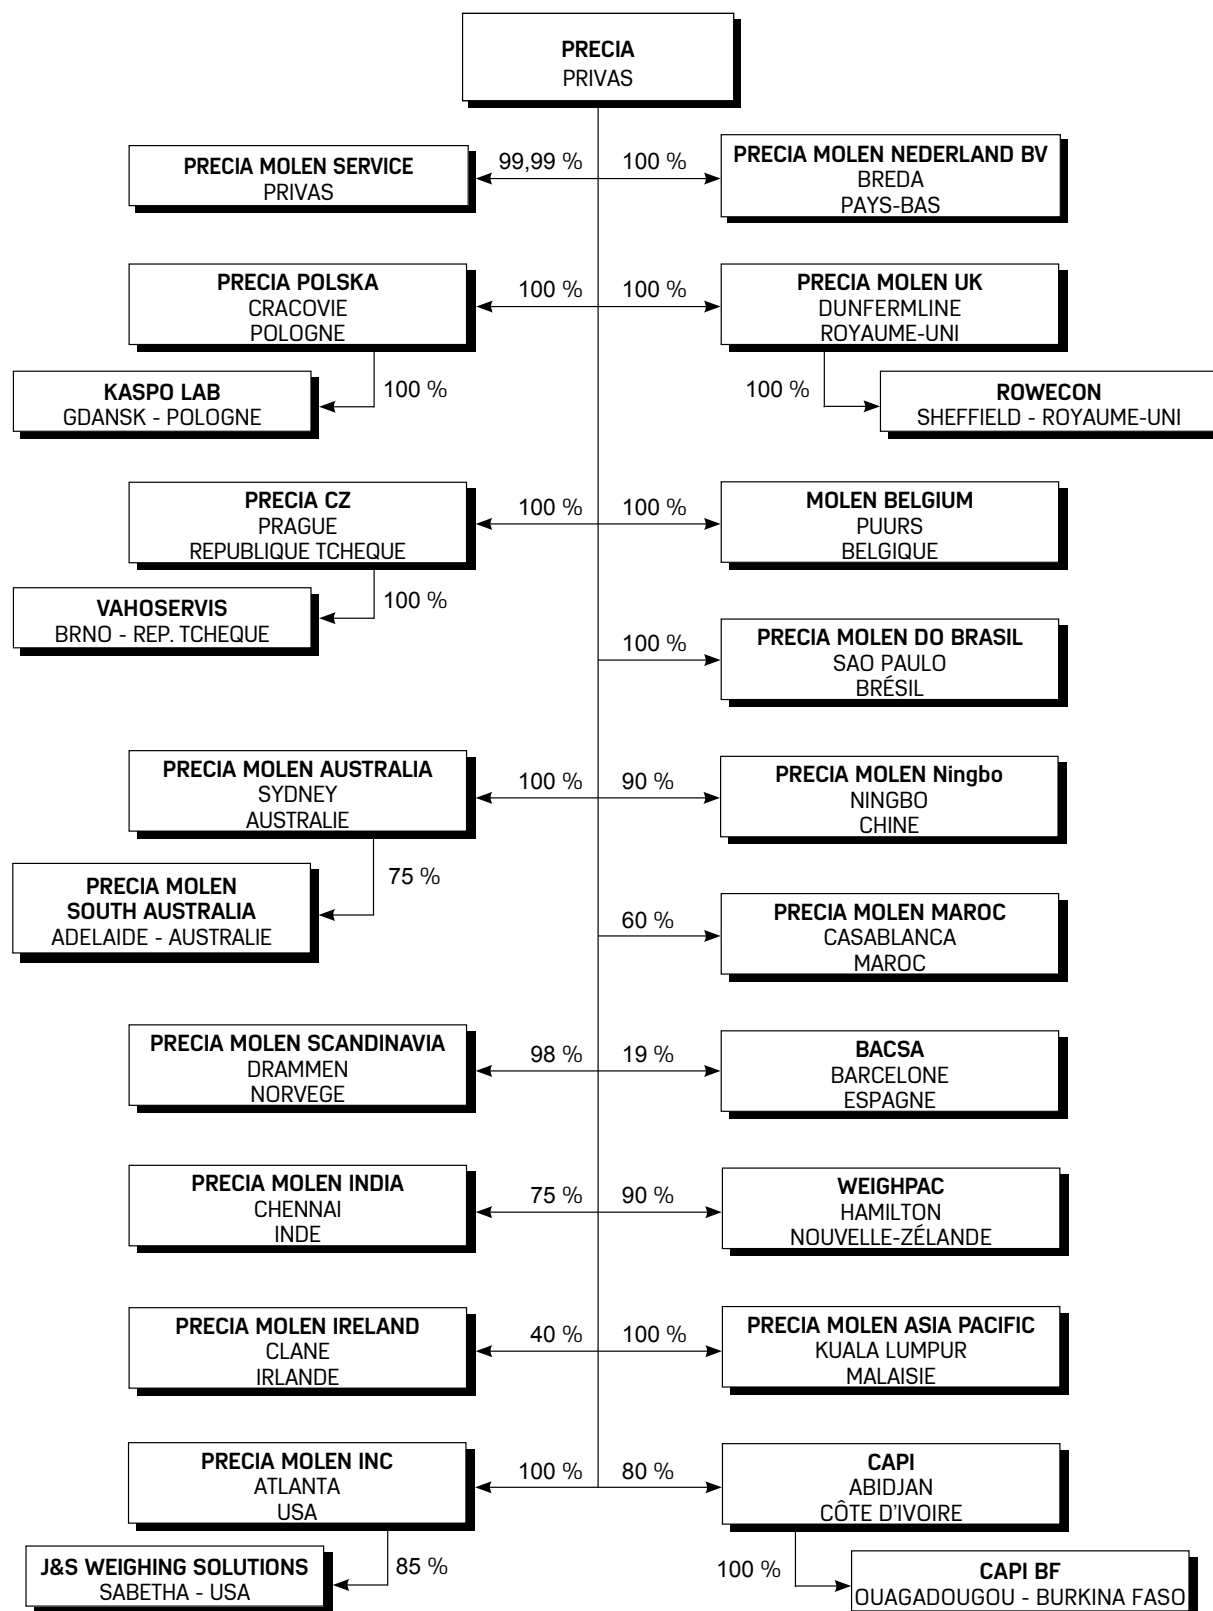 PRECIA
PRIVAS
PRECIA MOLEN SERVICE
PRIVAS
99,99 %
100 %
PRECIA MOLEN NEDERLAND BV
BREDA
PAYS-BAS
PRECIA POLSKA
CRACOVIE
POLOGNE
100 %
100 %
PRECIA MOLEN UK
DUNFERMLINE
ROYAUME-UNI
KASPO LAB
GDANSK - POLOGNE
100 %
100 %
ROWECON
SHEFFIELD - ROYAUME-UNI
PRECIA CZ
PRAGUE
REPUBLIQUE TCHEQUE
100 %
100 %
MOLEN BELGIUM
PUURS
BELGIQUE
VAHOSERVIS
BRNO - REP. TCHEQUE
100 %
100 %
PRECIA MOLEN DO BRASIL
SAO PAULO
BRÉSIL
PRECIA MOLEN AUSTRALIA
SYDNEY
AUSTRALIE
100 %
90 %
PRECIA MOLEN Ningbo
NINGBO
CHINE
PRECIA MOLEN
SOUTH AUSTRALIA
ADELAIDE - AUSTRALIE
75 %
60 %
PRECIA MOLEN MAROC
CASABLANCA
MAROC
PRECIA MOLEN SCANDINAVIA
DRAMMEN
NORVEGE
98 %
19 %
BACSA
BARCELONE
ESPAGNE
PRECIA MOLEN INDIA
CHENNAI
INDE
75 %
90 %
WEIGHPAC
HAMILTON
NOUVELLE-ZÉLANDE
PRECIA MOLEN IRELAND
CLANE
IRLANDE
40 %
100 %
PRECIA MOLEN ASIA PACIFIC
KUALA LUMPUR
MALAISIE
PRECIA MOLEN INC
ATLANTA
USA
100 %
80 %
CAPI
ABIDJAN
CÔTE D'IVOIRE
J&S WEIGHING SOLUTIONS
SABETHA - USA
85 %
100 %
CAPI BF
OUAGADOUGOU - BURKINA FASO